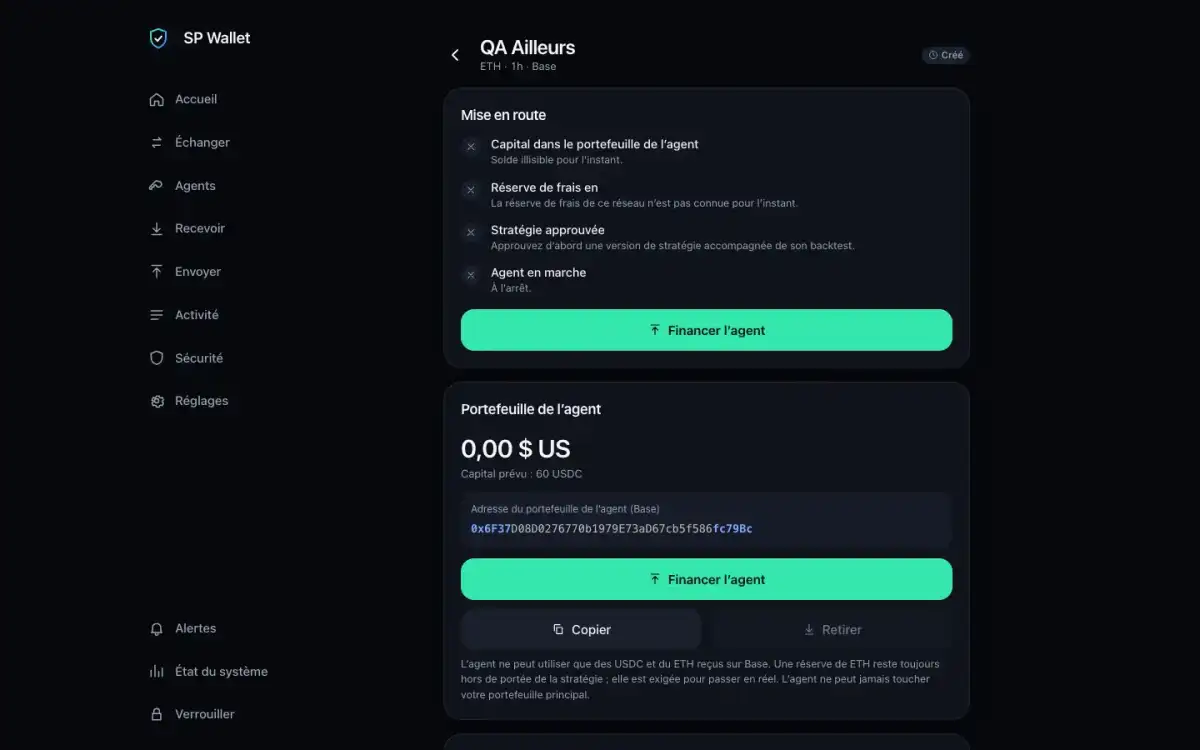 SP Wallet
Accueil
Échanger
Agents
Recevoir
Envoyer
Activité
Sécurité
Réglages
Alertes
État du système
Verrouiller
QA Ailleurs
ETH · 1h · Base
Créé
Mise en route
Capital dans le portefeuille de l'agent
Solde illisible pour l'instant.
Réserve de frais en
La réserve de frais de ce réseau n'est pas connue pour l'instant.
Stratégie approuvée
Approuvez d'abord une version de stratégie accompagnée de son backtest.
Agent en marche
À l'arrêt.
Financer l'agent
Portefeuille de l'agent
0,00 $ US
Capital prévu : 60 USDC
Adresse du portefeuille de l'agent (Base)
0x6F37D08D0276770b1979E73aD67cb5f586fc79Bc
Financer l'agent
Copier
Retirer
L'agent ne peut utiliser que des USDC et du ETH reçus sur Base. Une réserve de ETH reste toujours
hors de portée de la stratégie ; elle est exigée pour passer en réel. L'agent ne peut jamais toucher
votre portefeuille principal.